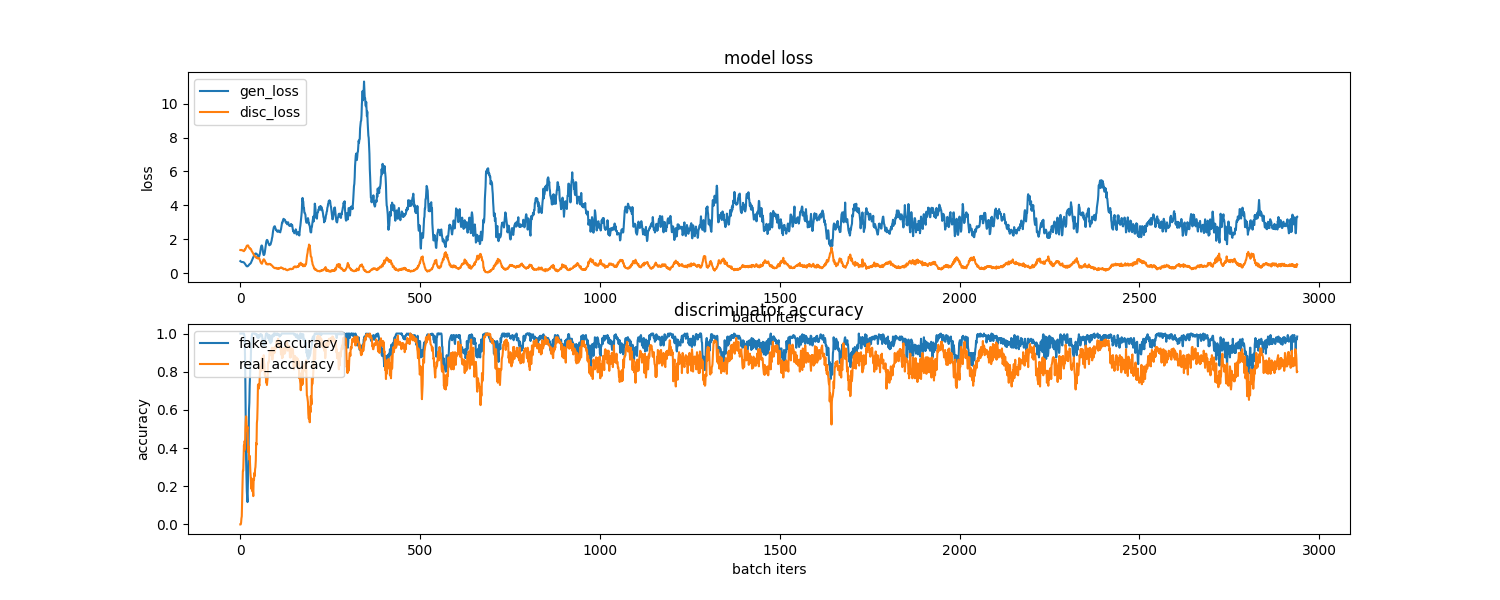 model loss
gen_loss
disc_loss
10
8
6
4
2
0
loss
0 500 1000 1500 2000 2500 3000
batch iters
discriminator accuracy
fake_accuracy
real_accuracy
1.0
0.8
0.6
0.4
0.2
0.0
accuracy
0 500 1000 1500 2000 2500 3000
batch iters